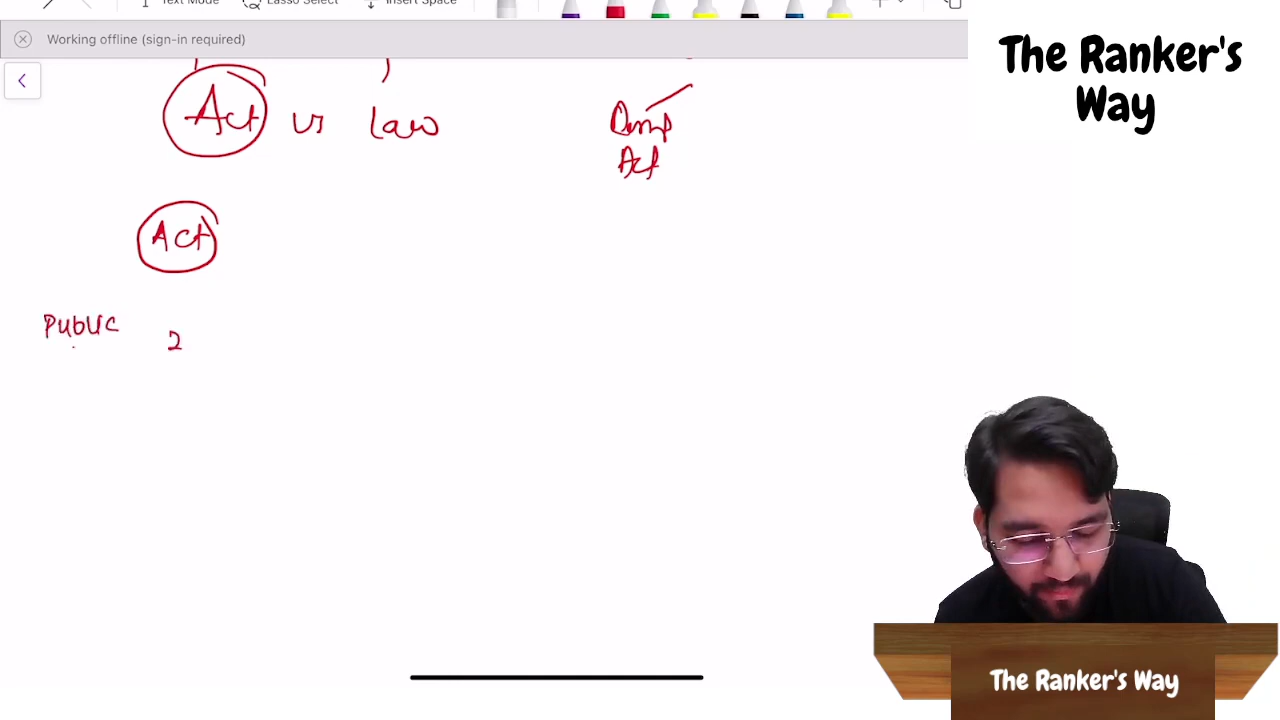 Text Mode Lasso Select Insert Space
Working offline (sign-in required)
The Ranker's
Way
Act vs law
Act
Act
Public 2
The Ranker's Way